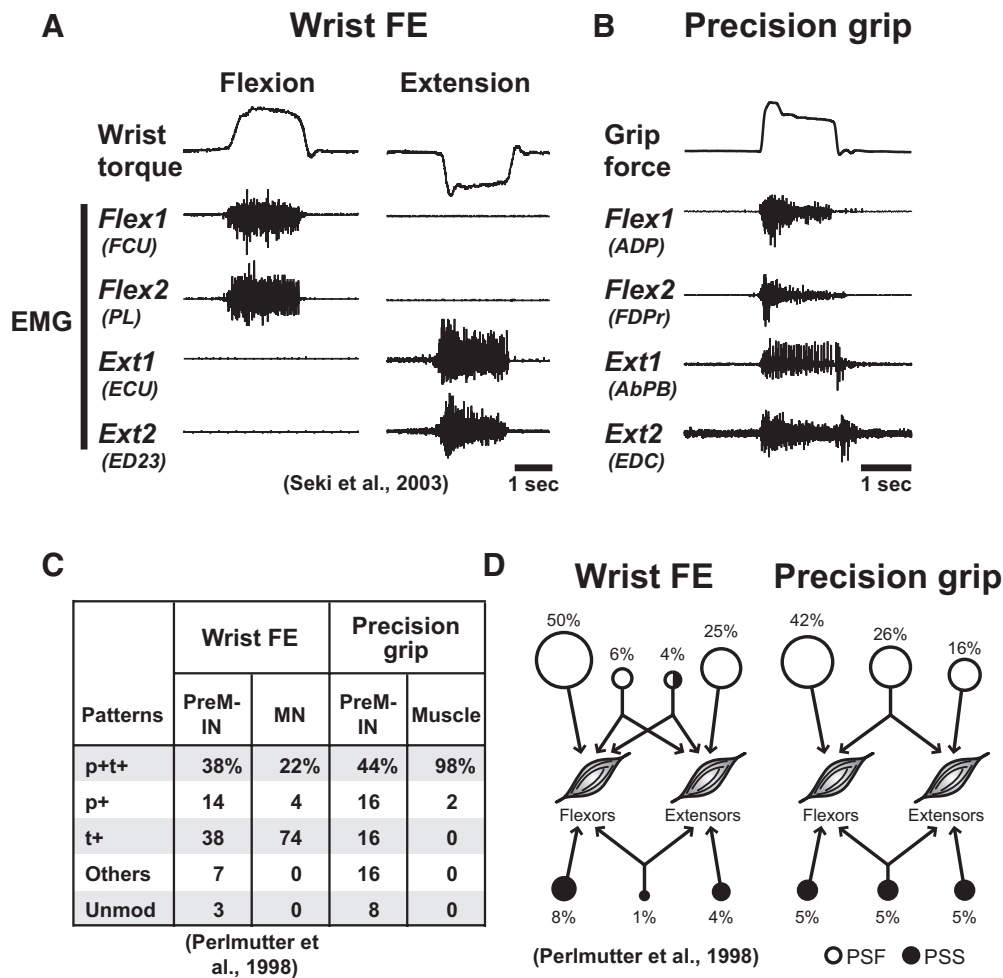 A
Wrist FE
Flexion
Extension
Wrist
torque
EMG
Flex1
(FCU)
Flex2
(PL)
Ext1
(ECU)
Ext2
(ED23)
(Seki et al., 2003)
1 sec
B
Precision grip
Grip
force
Flex1
(ADP)
Flex2
(FDPr)
Ext1
(AbPB)
Ext2
(EDC)
1 sec
C
Wrist FE
Precision
grip
Patterns
PreM-
IN
MN
PreM-
IN
Muscle
p+t+ 38% 22% 44% 98%
p+ 14 4 16 2
t+ 38 74 16 0
Others 7 0 16 0
Unmod 3 0 8 0
(Perlmutter et
al., 1998)
D
Wrist FE
50%
6%
4%
25%
Flexors
Extensors
8%
1%
4%
(Perlmutter et al., 1998)
Precision grip
42%
26%
16%
Flexors
Extensors
5%
5%
5%
PSF
PSS